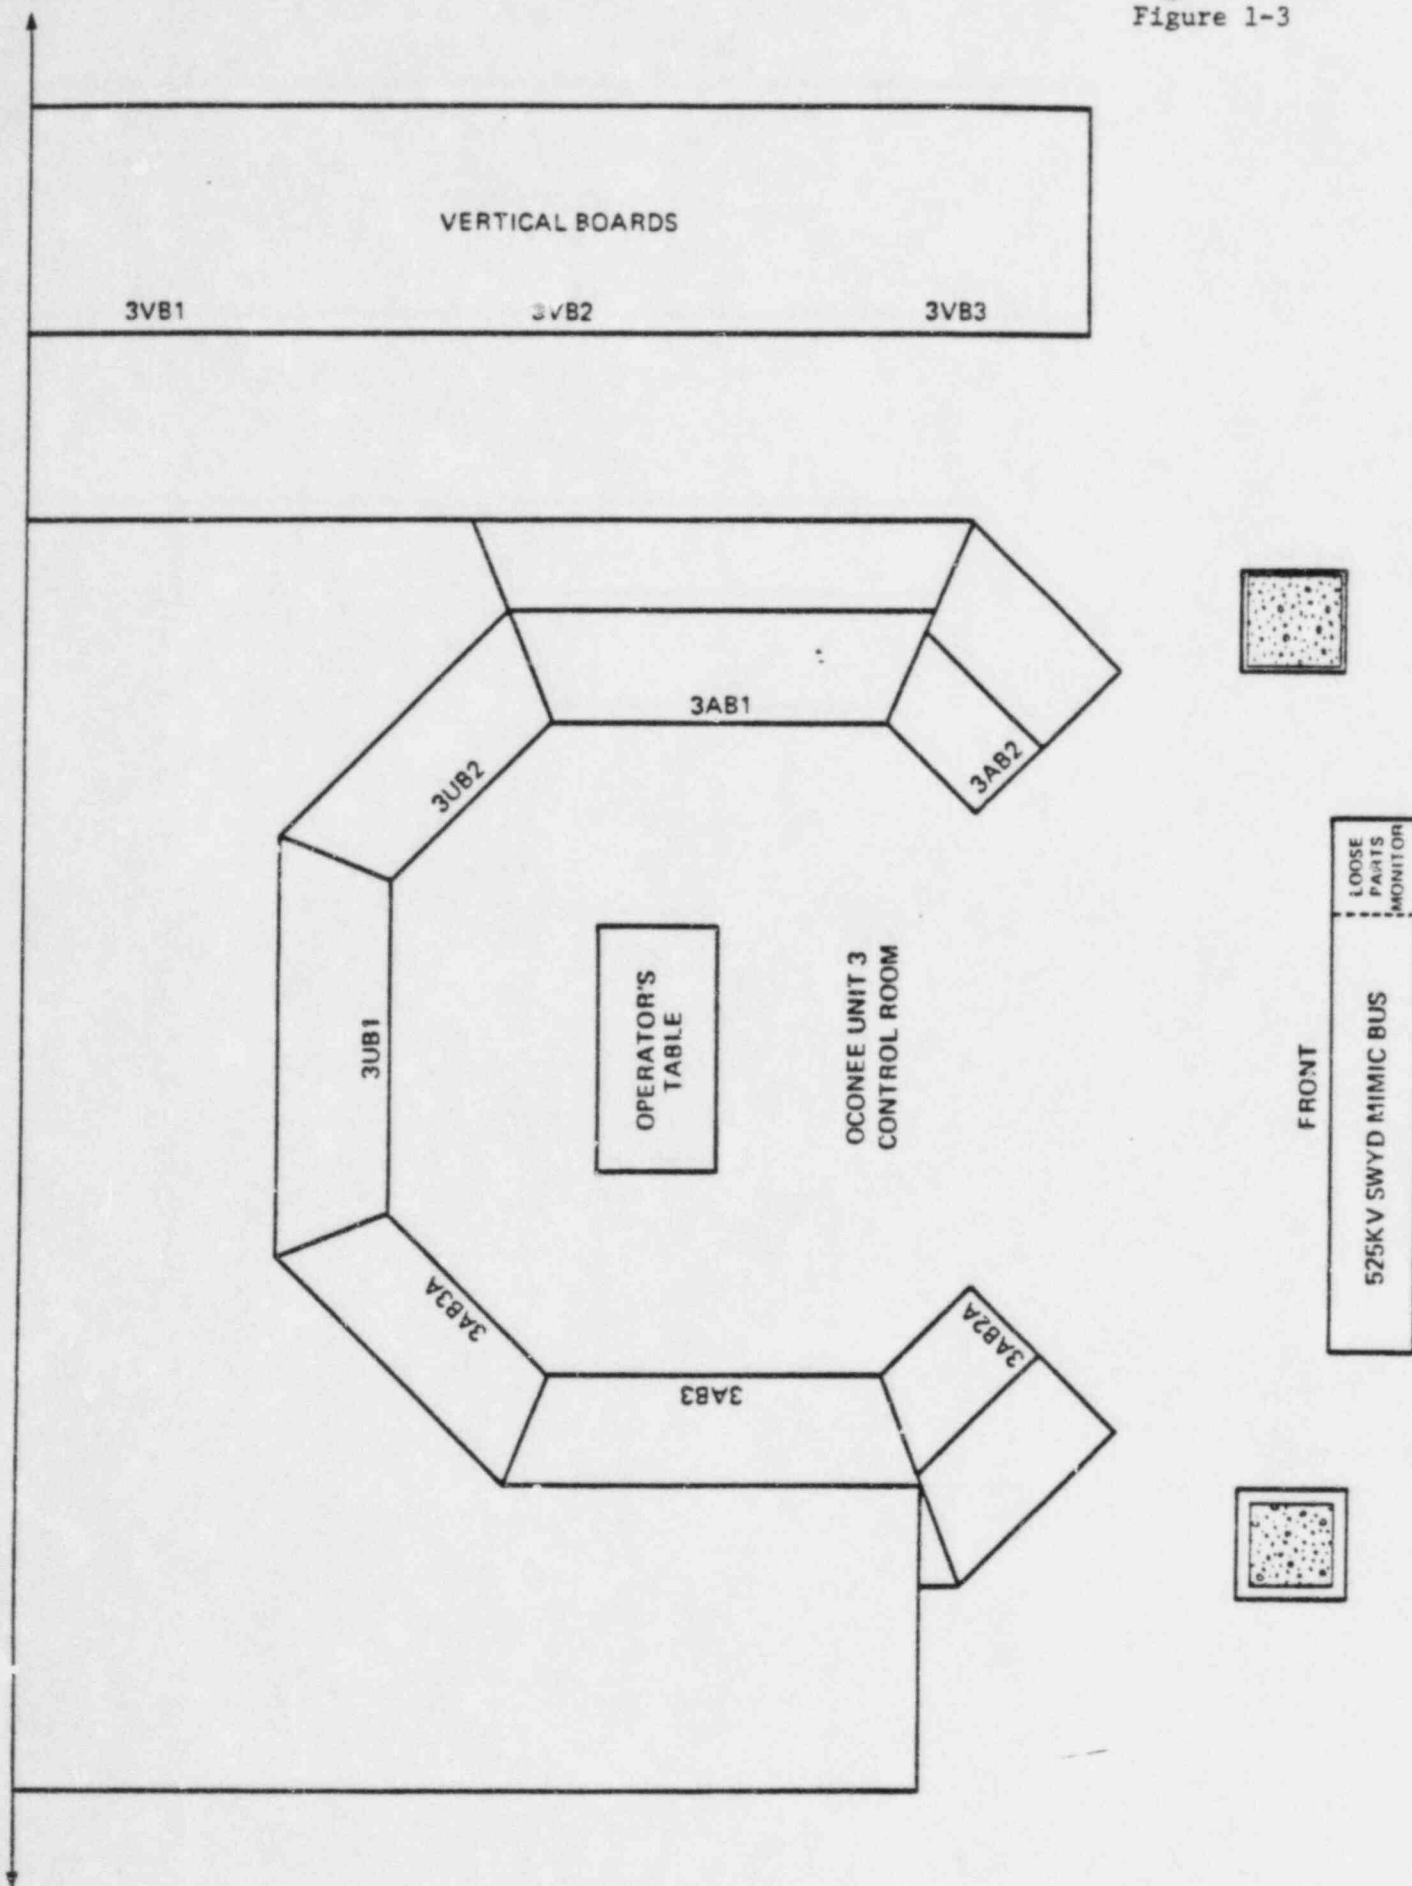 Figure 1-3
VERTICAL BOARDS
3VB1
3VB2
3VB3
3AB1
3AB2
3UB2
3UB1
OPERATOR'S
TABLE
OCONEE UNIT 3
CONTROL ROOM
3AB3A
3AB3
3AB2A
FRONT
LOOSE
PARTS
MONITOR
525KV SWYD MIMIC BUS